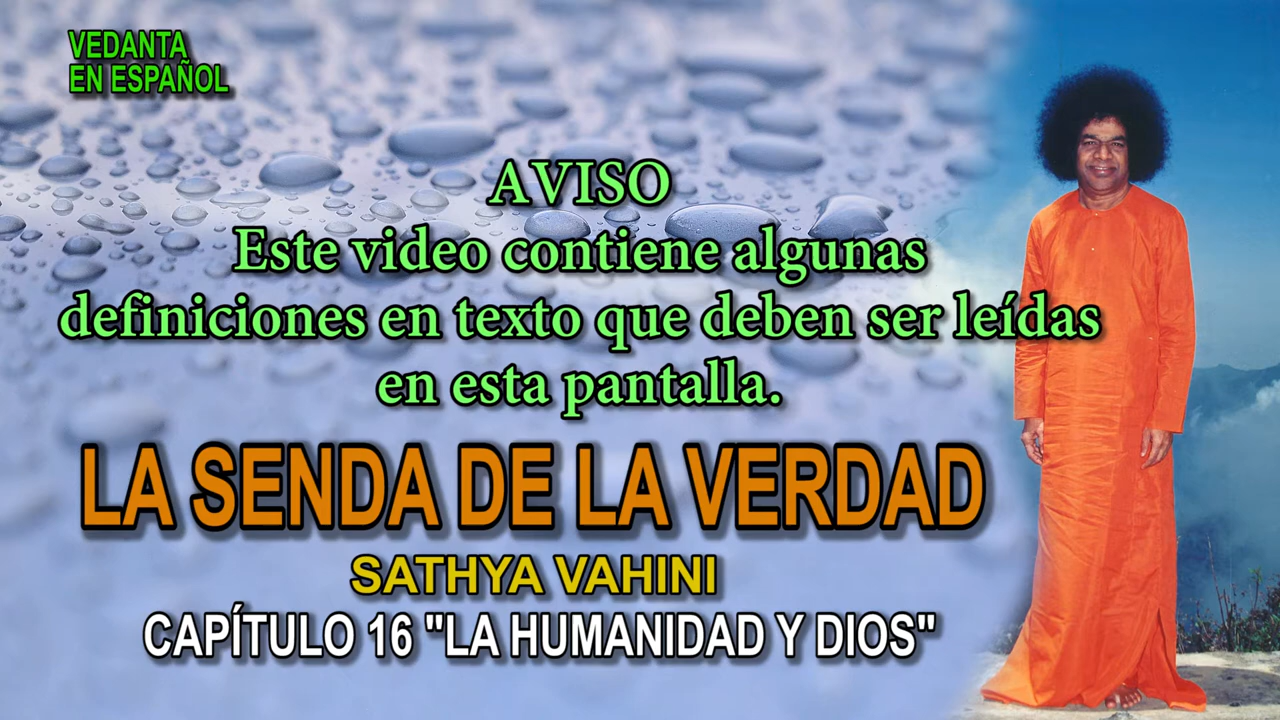 VEDANTA
EN ESPAÑOL
AVISO
Este video contiene algunas
definiciones en texto que deben ser leídas
en esta pantalla.
LA SENDA DE LA VERDAD
SATHYA VAHINI
CAPÍTULO 16 "LA HUMANIDAD Y DIOS"